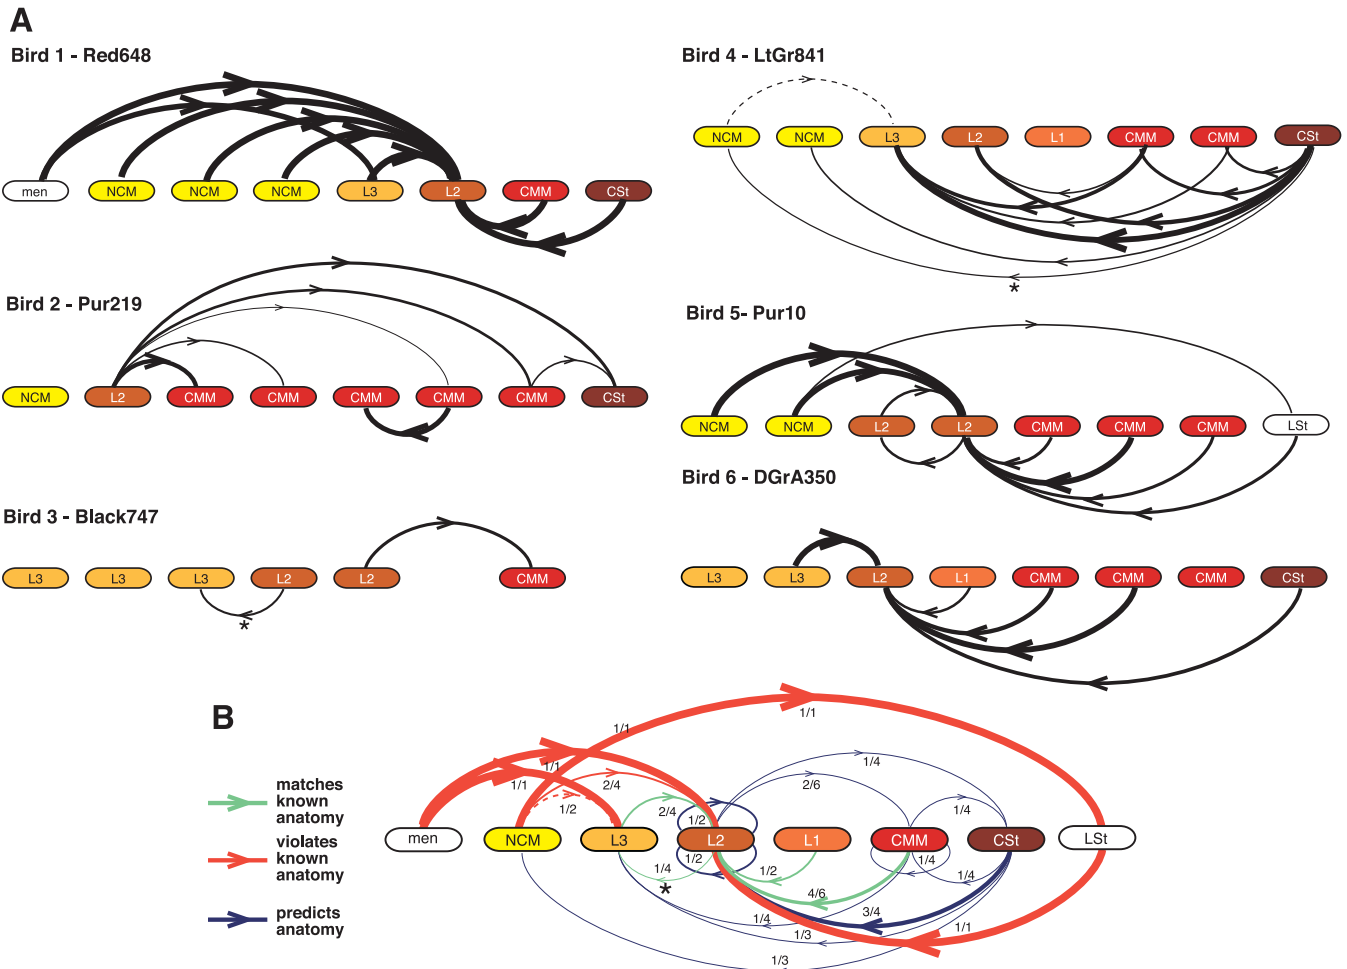 A
Bird 1 - Red648
men NCM NCM NCM L3 L2 CMM CSt
Bird 2 - Pur219
NCM L2 CMM CMM CMM CMM CMM CSt
Bird 3 - Black747
L3 L3 L3 L2 L2 CMM
*
Bird 4 - LtGr841
NCM NCM L3 L2 L1 CMM CMM CSt
*
Bird 5- Pur10
NCM NCM L2 L2 CMM CMM CMM LSt
Bird 6 - DGrA350
L3 L3 L2 L1 CMM CMM CMM CSt
B
matches
known
anatomy
violates
known
anatomy
predicts
anatomy
1/1 1/1
1/1 1/4
1/1 2/4 2/6
1/2 2/4 1/2 1/4
men NCM L3 L2 L1 CMM CSt LSt
1/4 1/2 1/2 1/4 1/4
*
4/6
1/4 3/4 1/1
1/3
1/3